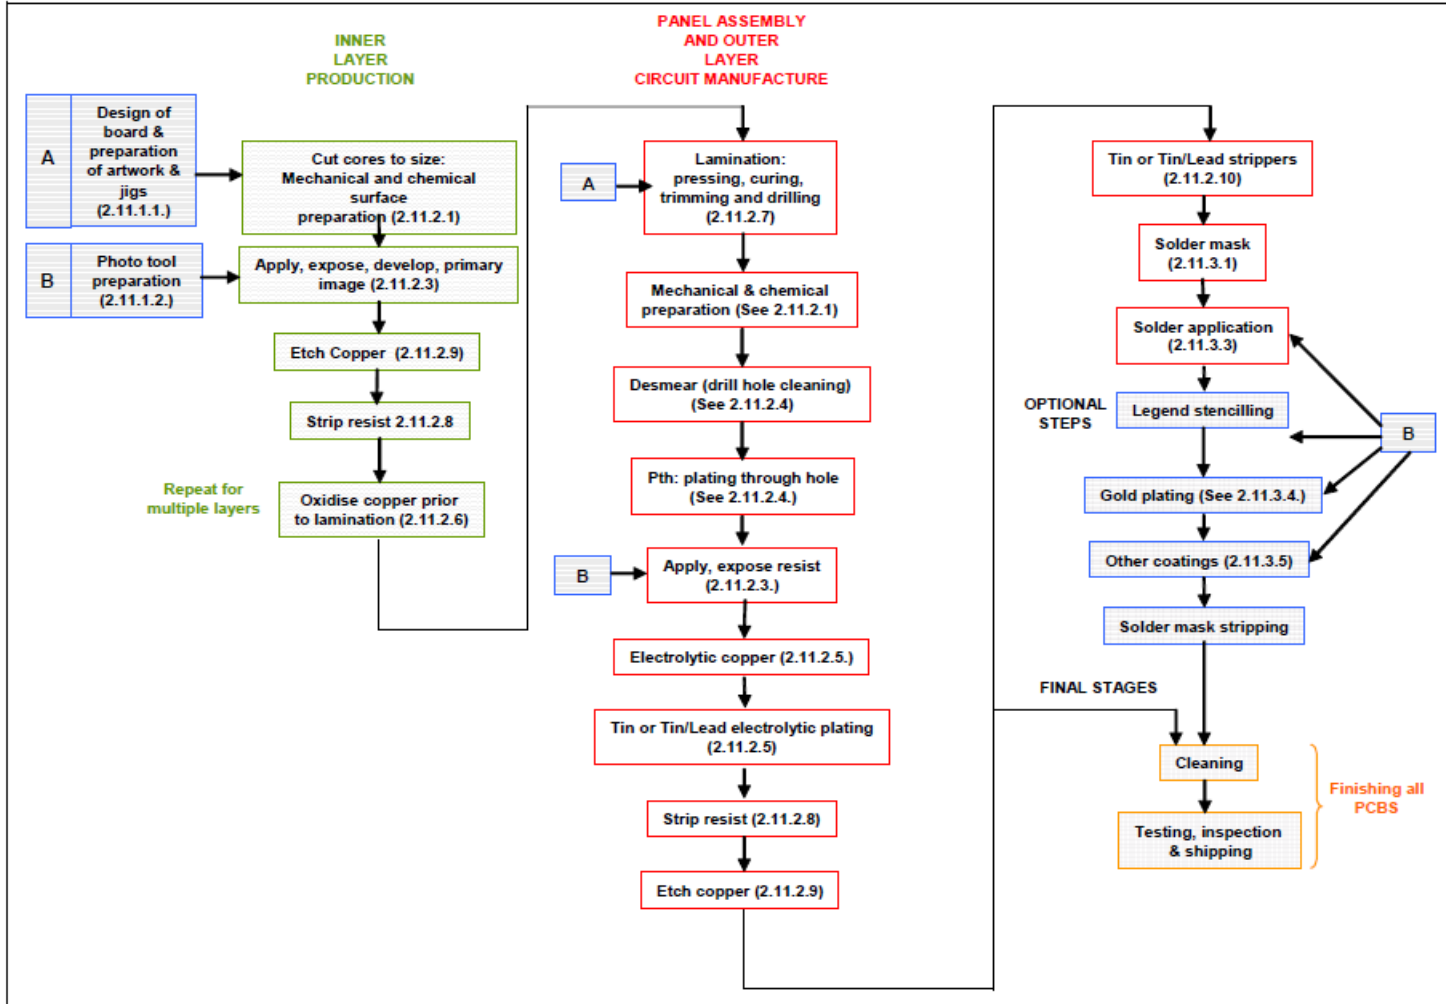 INNER
LAYER
PRODUCTION
A
Design of
board &
preparation
of artwork &
jigs
(2.11.1.1.)
B
Photo tool
preparation
(2.11.1.2.)
Cut cores to size:
Mechanical and chemical
surface
preparation (2.11.2.1)
Apply, expose, develop, primary
image (2.11.2.3)
Etch Copper (2.11.2.9)
Strip resist 2.11.2.8
Repeat for
multiple layers
Oxidise copper prior
to lamination (2.11.2.6)
PANEL ASSEMBLY
AND OUTER
LAYER
CIRCUIT MANUFACTURE
A
Lamination:
pressing, curing,
trimming and drilling
(2.11.2.7)
Mechanical & chemical
preparation (See 2.11.2.1)
Desmear (drill hole cleaning)
(See 2.11.2.4)
Pth: plating through hole
(See 2.11.2.4.)
B
Apply, expose resist
(2.11.2.3.)
Electrolytic copper (2.11.2.5.)
Tin or Tin/Lead electrolytic plating
(2.11.2.5)
Strip resist (2.11.2.8)
Etch copper (2.11.2.9)
Tin or Tin/Lead strippers
(2.11.2.10)
Solder mask
(2.11.3.1)
Solder application
(2.11.3.3)
OPTIONAL
STEPS
Legend stencilling
B
Gold plating (See 2.11.3.4.)
Other coatings (2.11.3.5)
Solder mask stripping
FINAL STAGES
Cleaning
Testing, inspection
& shipping
Finishing all
PCBS